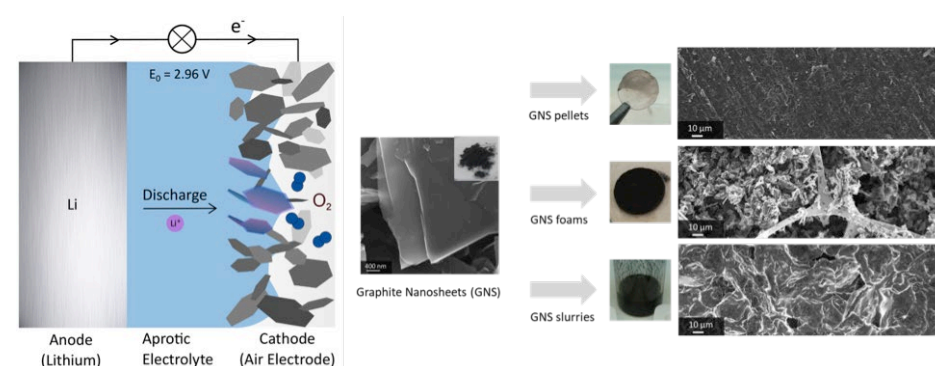 e⁻
E₀ = 2.96 V
Li
Discharge
Li⁺
O₂
Anode
(Lithium)
Aprotic
Electrolyte
Cathode
(Air Electrode)
400 nm
Graphite Nanosheets (GNS)
GNS pellets
10 µm
GNS foams
10 µm
GNS slurries
10 µm